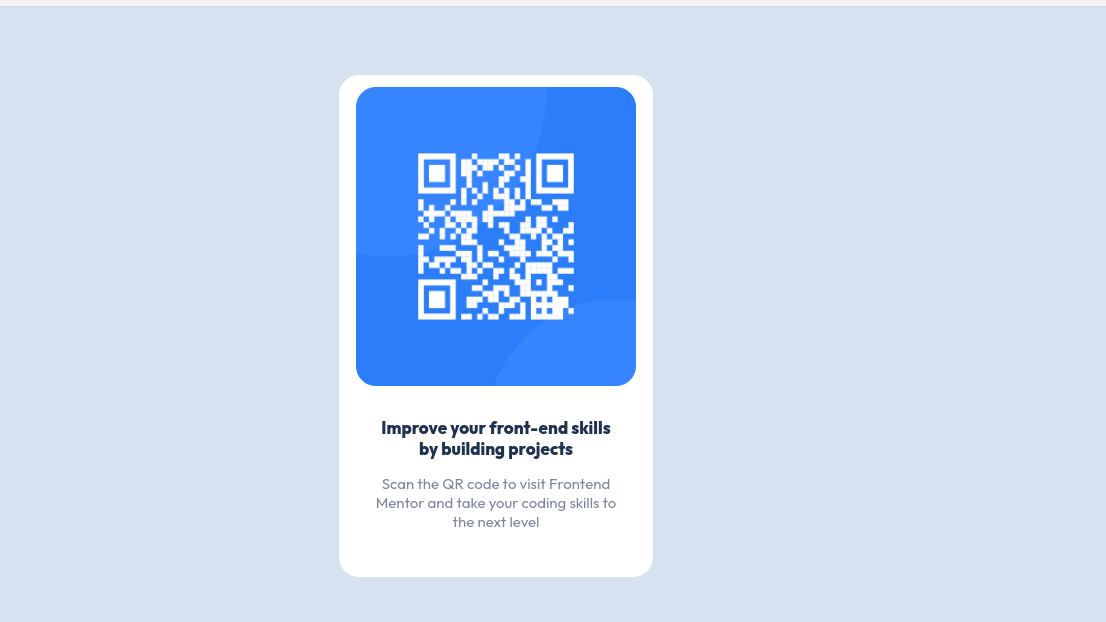 Improve your front-end skills
by building projects
Scan the QR code to visit Frontend
Mentor and take your coding skills to
the next level